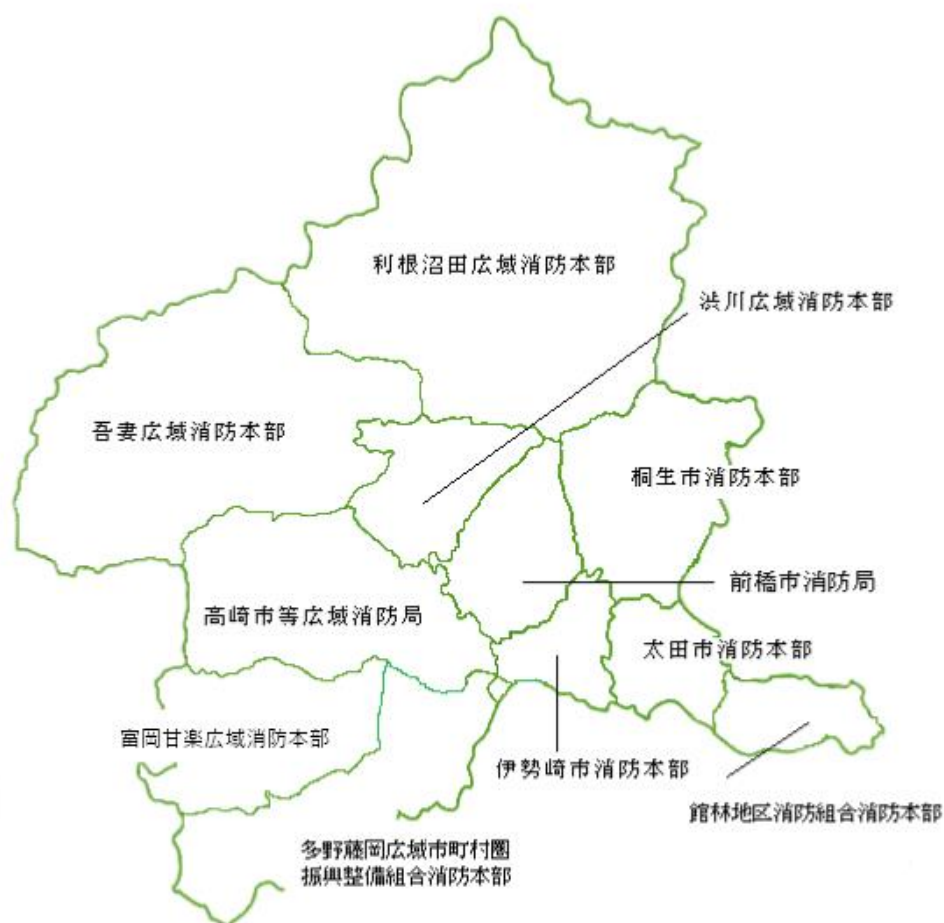 利根沼田広域消防本部
渋川広域消防本部
吾妻広域消防本部
桐生市消防本部
前橋市消防局
高崎市等広域消防局
太田市消防本部
富岡甘楽広域消防本部
伊勢崎市消防本部
館林地区消防組合消防本部
多野藤岡広域市町村圏
振興整備組合消防本部